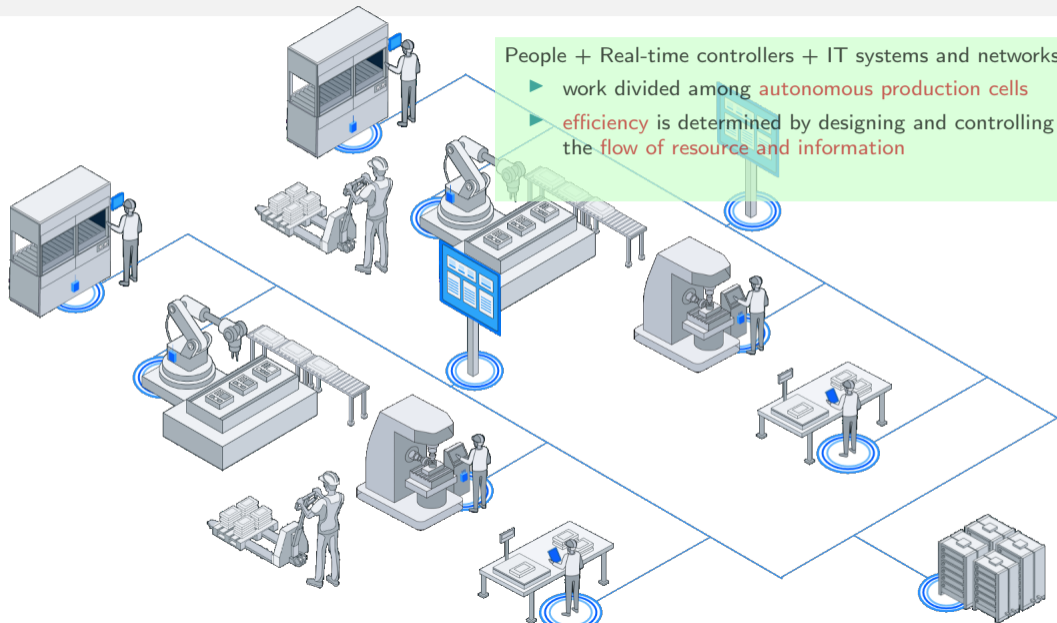 People + Real-time controllers + IT systems and networks
work divided among autonomous production cells
efficiency is determined by designing and controlling
the flow of resource and information